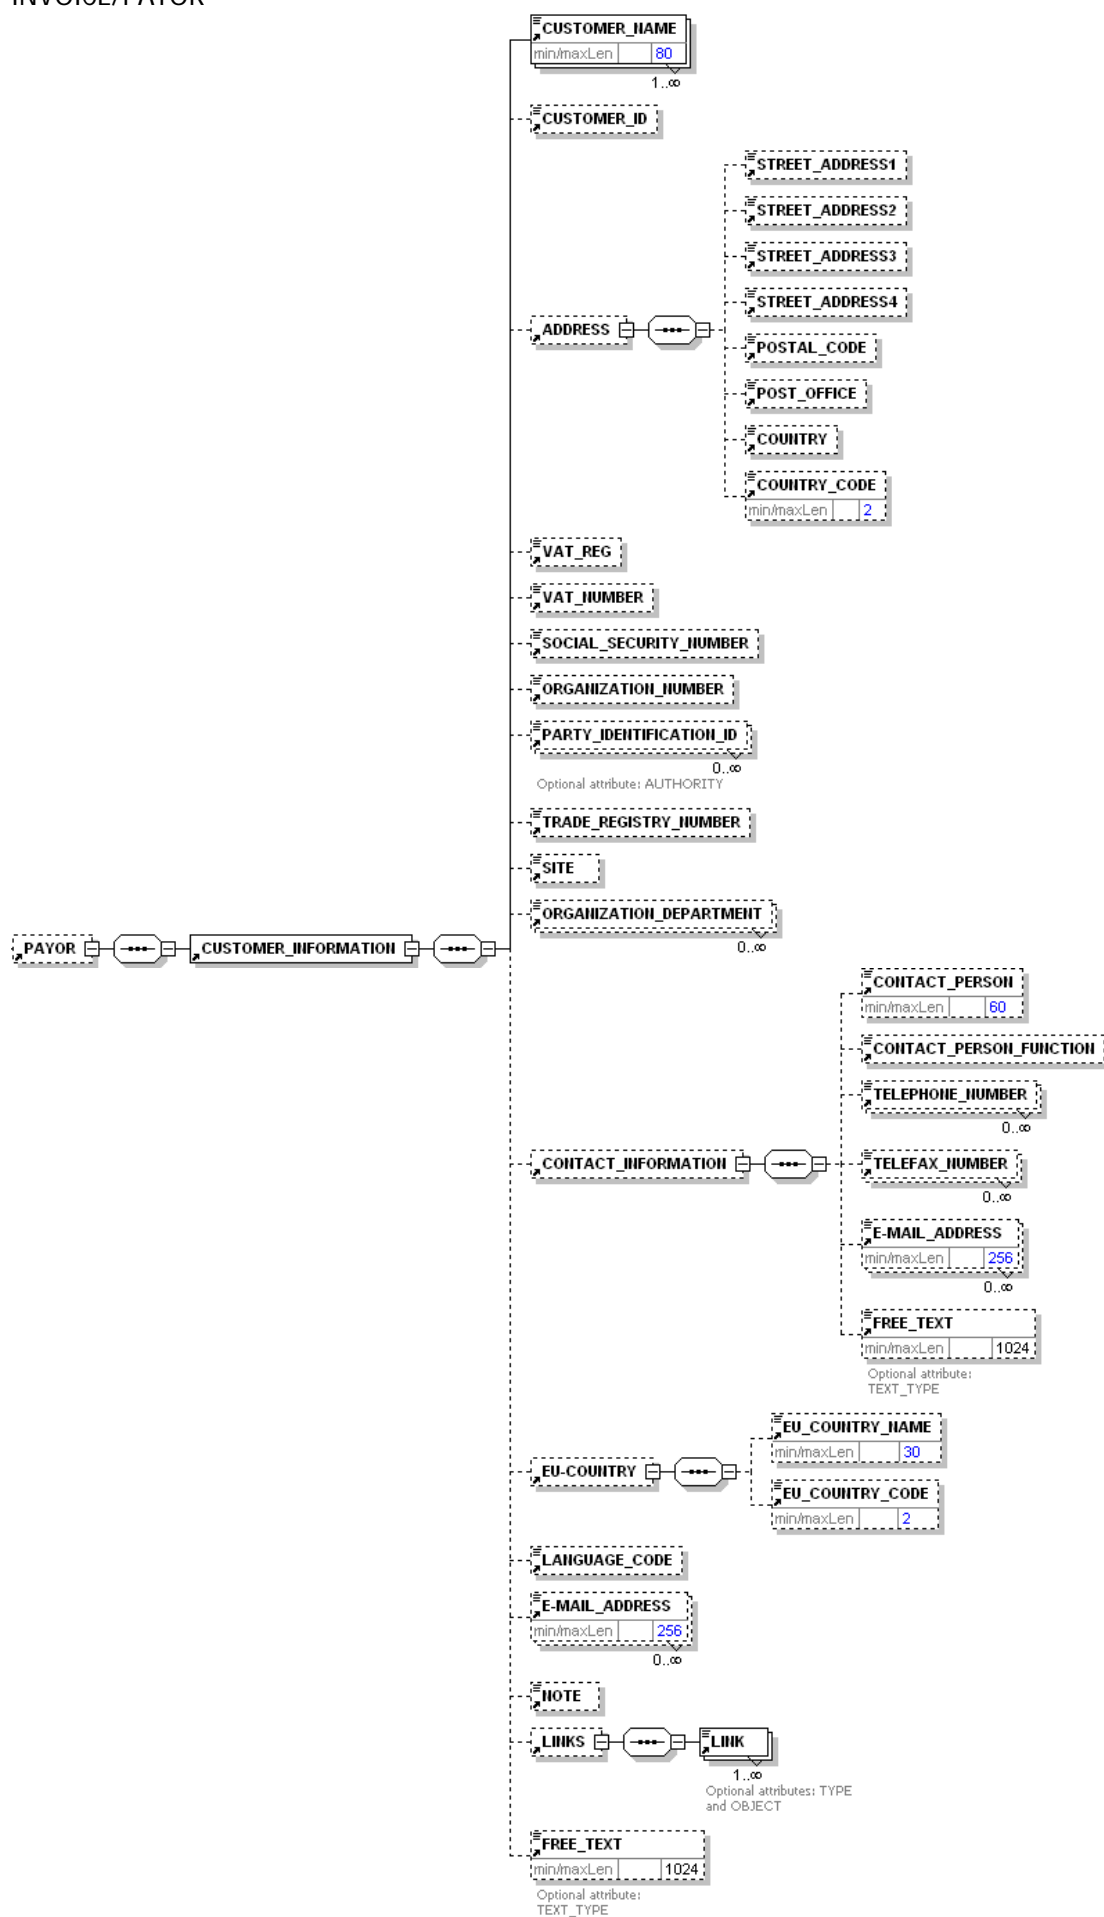 INVOICE/PAYOR
CUSTOMER_NAME
min/maxLen 80
1..∞
CUSTOMER_ID
STREET_ADDRESS1
STREET_ADDRESS2
STREET_ADDRESS3
STREET_ADDRESS4
ADDRESS
POSTAL_CODE
POST_OFFICE
COUNTRY
COUNTRY_CODE
min/maxLen 2
VAT_REG
VAT_NUMBER
SOCIAL_SECURITY_NUMBER
ORGANIZATION_NUMBER
PARTY_IDENTIFICATION_ID
0..∞
Optional attribute: AUTHORITY
TRADE_REGISTRY_NUMBER
SITE
ORGANIZATION_DEPARTMENT
0..∞
PAYOR
CUSTOMER_INFORMATION
CONTACT_PERSON
min/maxLen 60
CONTACT_PERSON_FUNCTION
TELEPHONE_NUMBER
0..∞
CONTACT_INFORMATION
TELEFAX_NUMBER
0..∞
E-MAIL_ADDRESS
min/maxLen 256
0..∞
FREE_TEXT
min/maxLen 1024
Optional attribute:
TEXT_TYPE
EU_COUNTRY_NAME
min/maxLen 30
EU-COUNTRY
EU_COUNTRY_CODE
min/maxLen 2
LANGUAGE_CODE
E-MAIL_ADDRESS
min/maxLen 256
0..∞
NOTE
LINKS
LINK
1..∞
Optional attributes: TYPE
and OBJECT
FREE_TEXT
min/maxLen 1024
Optional attribute:
TEXT_TYPE